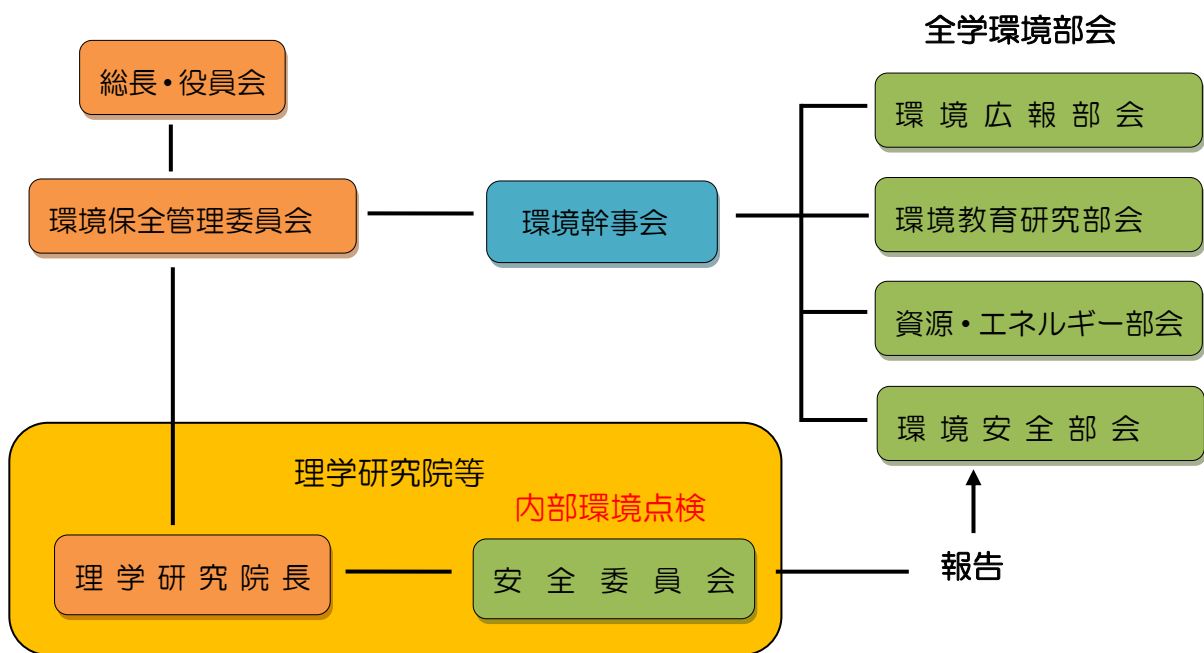 全学環境部会
総長・役員会
環境広報部会
環境保全管理委員会
環境幹事会
環境教育研究部会
資源・エネルギー部会
環境安全部会
理学研究院等
内部環境点検
理学研究院長
安全委員会
報告